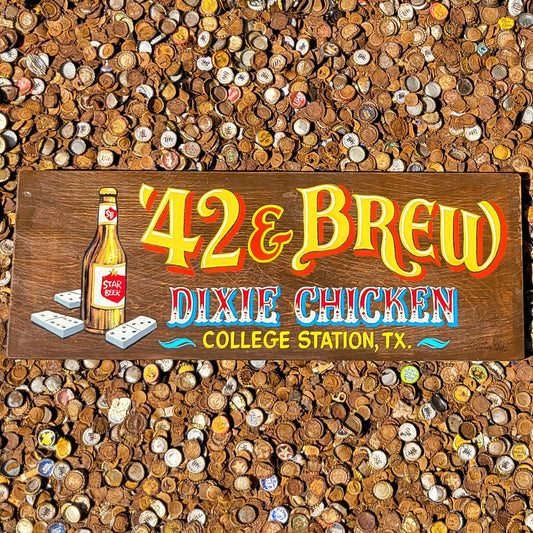 '42 & BREW
DIXIE CHICKEN
COLLEGE STATION, TX.
STAR
BEER